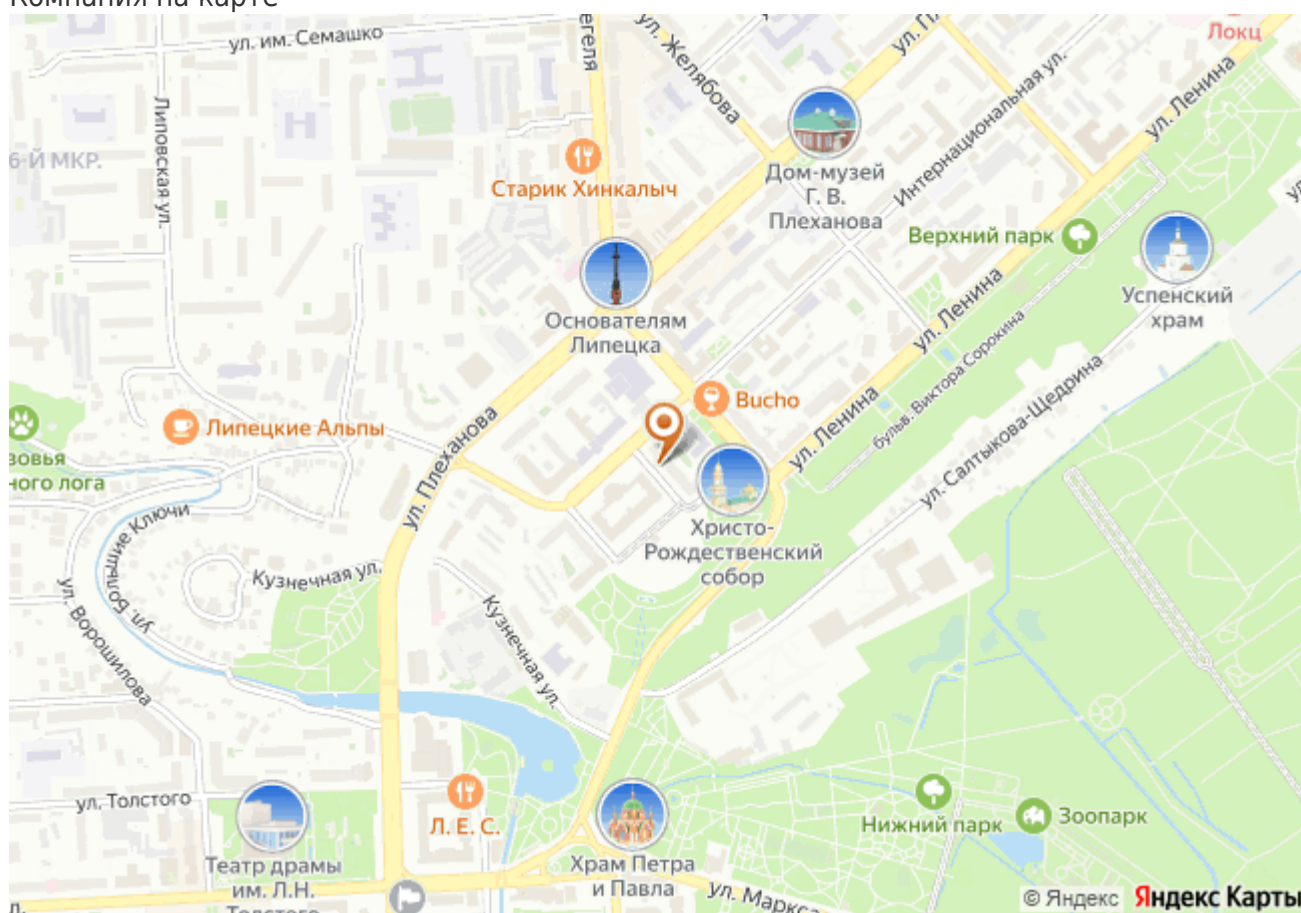 Компания на карте
ул. им. Семашко
ул. Желябова
Локц
ул. Ленина
Интернациональная ул.
Липовская ул.
6-Й МКР.
Старик Хинкалыч
Дом-музей
Г. В.
Плеханова
Верхний парк
Успенский
храм
Основателям
Липецка
ул. Ленина
бульв. Виктора Сорокина
ул. Салтыкова-Щедрина
Bucho
Липецкие Альпы
ул. Плеханова
ул. Ленина
ного лога
Христо-
Рождественский
собор
ул. Большие Ключи
Кузнечная ул.
ул. Ворошилова
Кузнечная ул.
ул. Толстого
Л. Е. С.
Нижний парк
Зоопарк
Театр драмы
им. Л.Н.
Толстого
Храм Петра
и Павла
ул. Маркса
© Яндекс Яндекс Карты